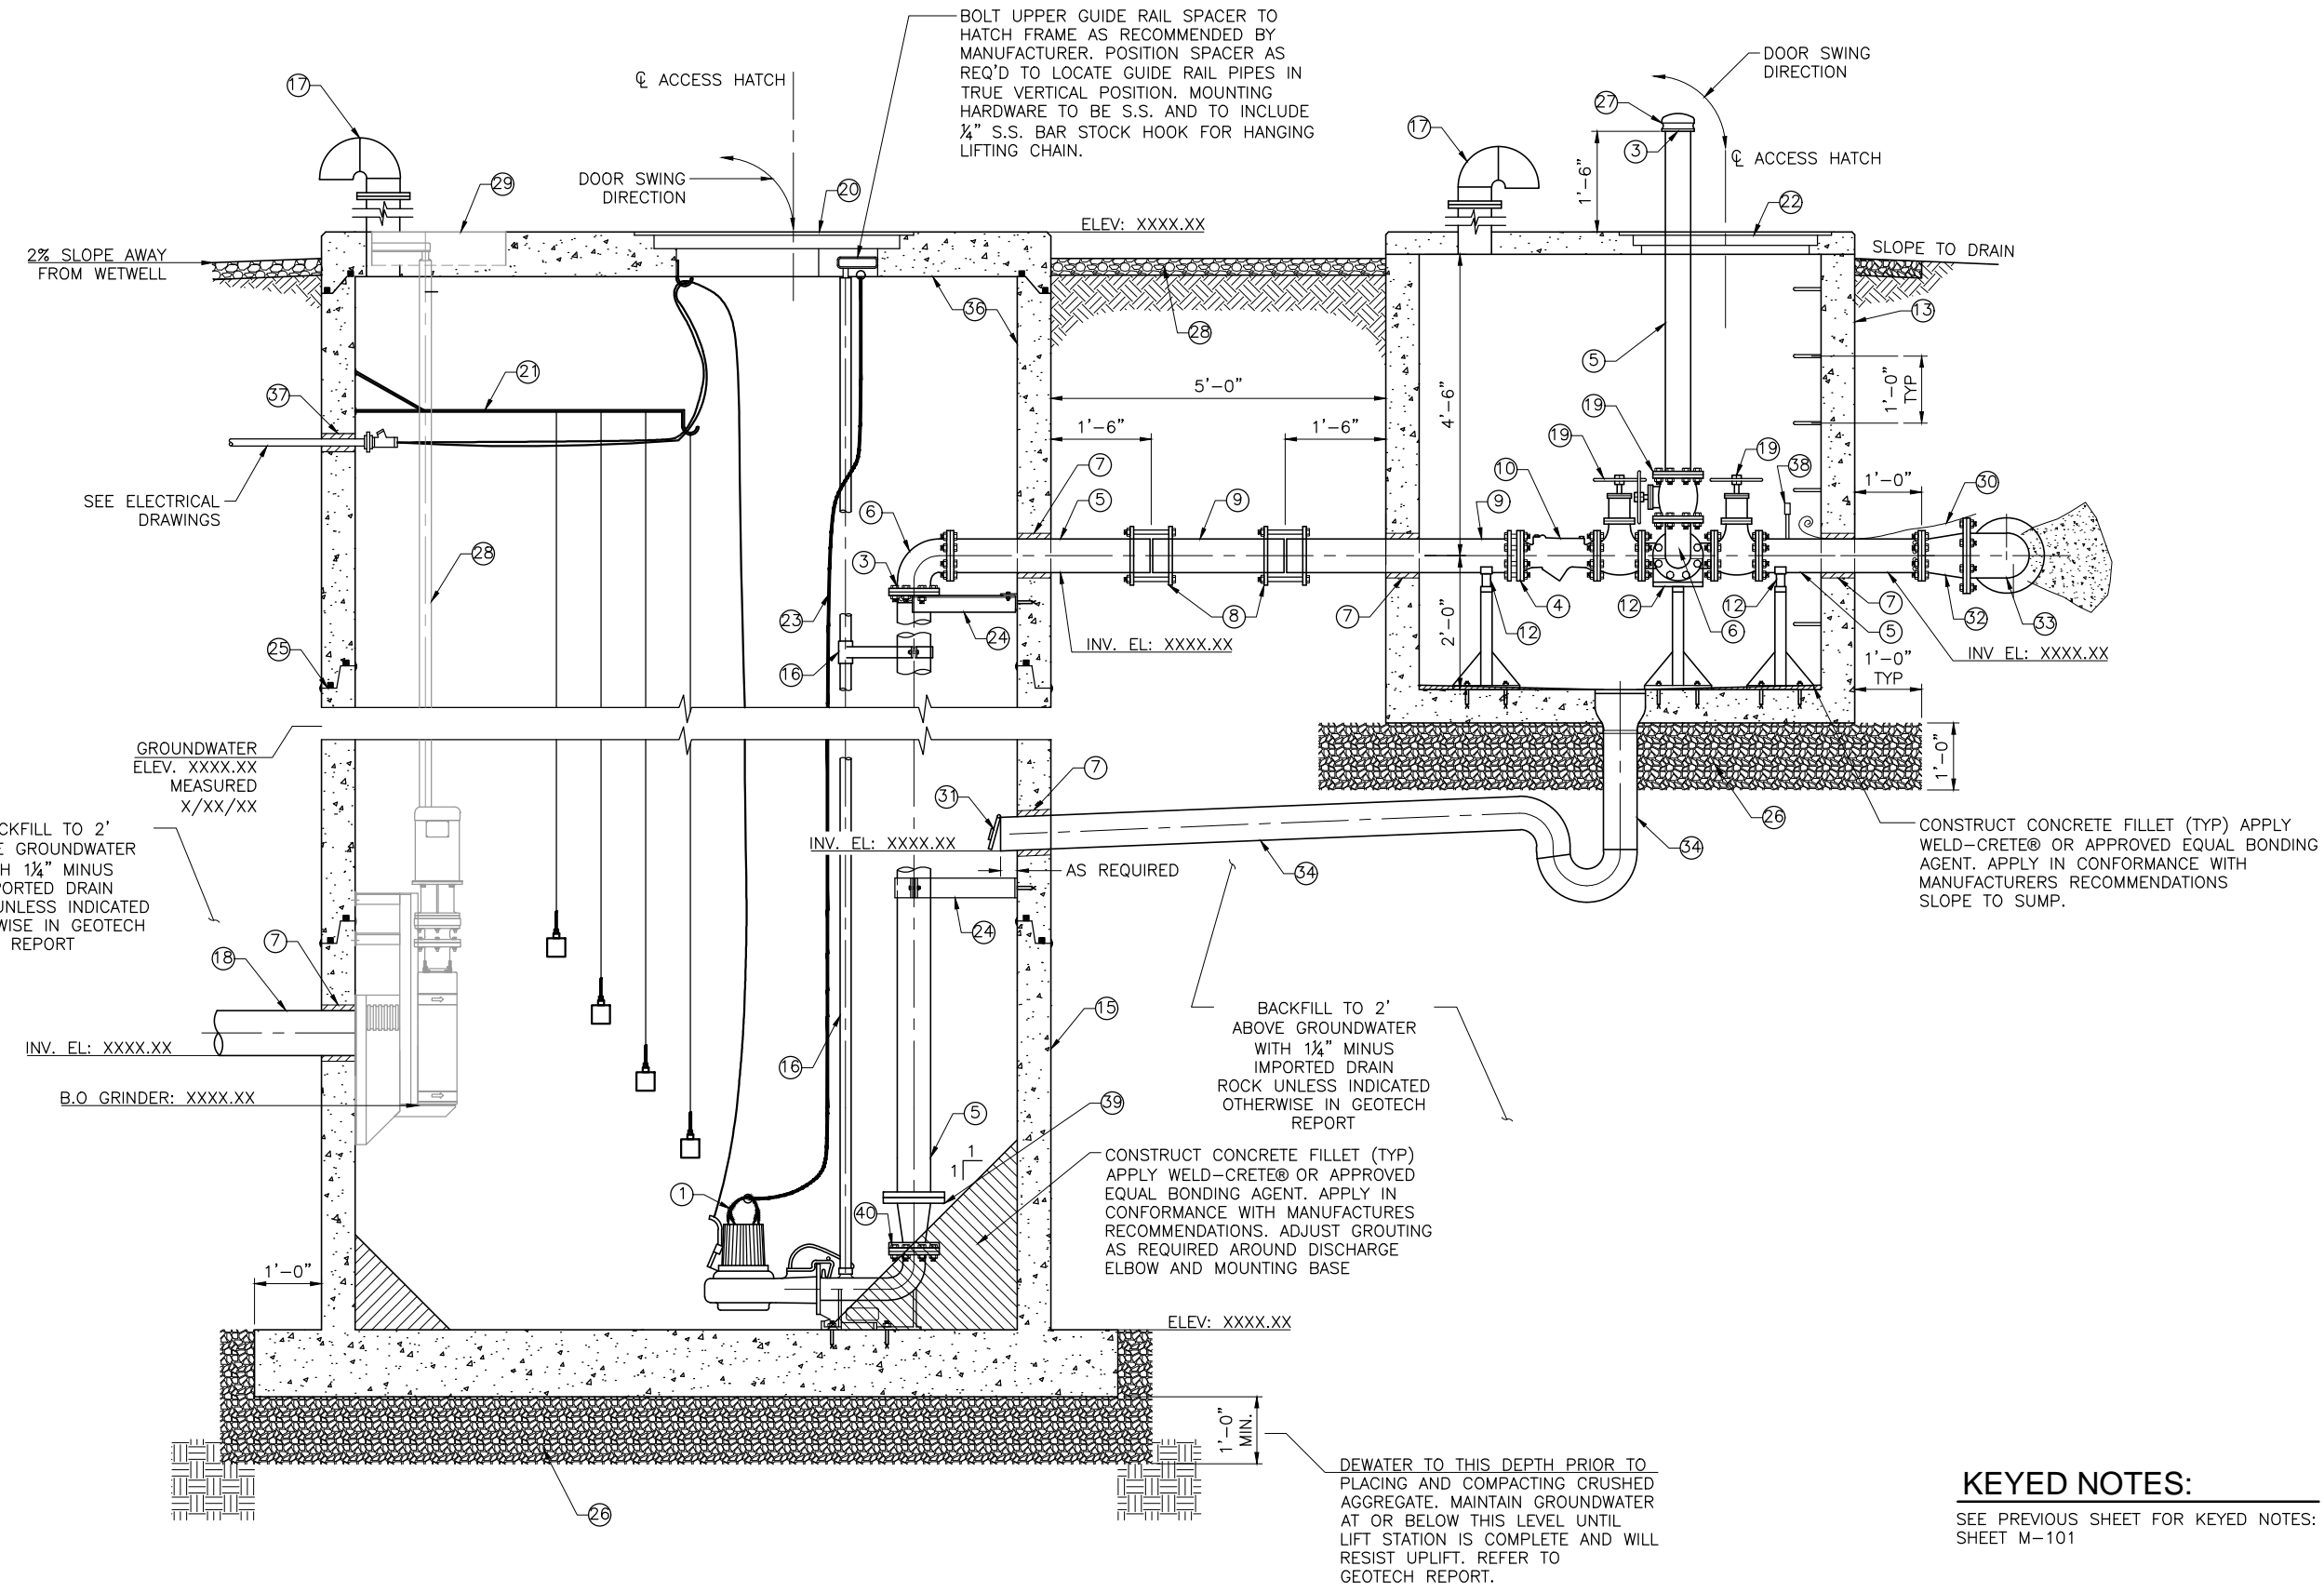 BOLT UPPER GUIDE RAIL SPACER TO
HATCH FRAME AS RECOMMENDED BY
MANUFACTURER. POSITION SPACER AS
REQ'D TO LOCATE GUIDE RAIL PIPES IN
TRUE VERTICAL POSITION. MOUNTING
HARDWARE TO BE S.S. AND TO INCLUDE
¼" S.S. BAR STOCK HOOK FOR HANGING
LIFTING CHAIN.
17
℄ ACCESS HATCH
DOOR SWING
DIRECTION
29
20
ELEV: XXXX.XX
2% SLOPE AWAY
FROM WETWELL
DOOR SWING
DIRECTION
27
3
℄ ACCESS HATCH
17
1'-6"
22
SLOPE TO DRAIN
36
28
13
5
5'-0"
4'-6"
1'-0"
TYP
21
37
19
19
19
38
1'-6"
1'-6"
7
5
9
10
9
1'-0"
30
SEE ELECTRICAL
DRAWINGS
28
6
3
23
16
24
8
7
INV. EL: XXXX.XX
2'-0"
4
12
12
6
12
5
7
32
33
INV EL: XXXX.XX
1'-0"
TYP
25
GROUNDWATER
ELEV. XXXX.XX
MEASURED
X/XX/XX
CKFILL TO 2'
E GROUNDWATER
H 1¼" MINUS
PORTED DRAIN
UNLESS INDICATED
WISE IN GEOTECH
REPORT
7
31
INV. EL: XXXX.XX
AS REQUIRED
34
24
34
26
1'-0"
CONSTRUCT CONCRETE FILLET (TYP) APPLY
WELD-CRETE® OR APPROVED EQUAL BONDING
AGENT. APPLY IN CONFORMANCE WITH
MANUFACTURERS RECOMMENDATIONS
SLOPE TO SUMP.
18
7
INV. EL: XXXX.XX
B.O GRINDER: XXXX.XX
15
16
BACKFILL TO 2'
ABOVE GROUNDWATER
WITH 1¼" MINUS
IMPORTED DRAIN
ROCK UNLESS INDICATED
OTHERWISE IN GEOTECH
REPORT
5
39
1
1
CONSTRUCT CONCRETE FILLET (TYP)
APPLY WELD-CRETE® OR APPROVED
EQUAL BONDING AGENT. APPLY IN
CONFORMANCE WITH MANUFACTURES
RECOMMENDATIONS. ADJUST GROUTING
AS REQUIRED AROUND DISCHARGE
ELBOW AND MOUNTING BASE
1
40
1'-0"
ELEV: XXXX.XX
1'-0"
MIN.
26
DEWATER TO THIS DEPTH PRIOR TO
PLACING AND COMPACTING CRUSHED
AGGREGATE. MAINTAIN GROUNDWATER
AT OR BELOW THIS LEVEL UNTIL
LIFT STATION IS COMPLETE AND WILL
RESIST UPLIFT. REFER TO
GEOTECH REPORT.
KEYED NOTES:
SEE PREVIOUS SHEET FOR KEYED NOTES:
SHEET M-101